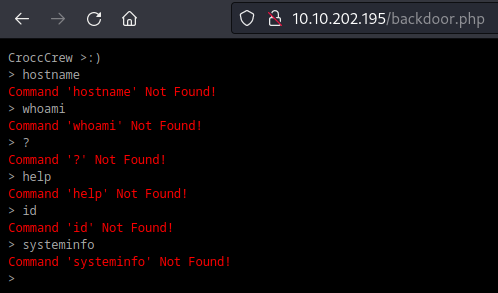 10.10.202.195/backdoor.php
CroccCrew >:)
> hostname
Command 'hostname' Not Found!
> whoami
Command 'whoami' Not Found!
> ?
Command '?' Not Found!
> help
Command 'help' Not Found!
> id
Command 'id' Not Found!
> systeminfo
Command 'systeminfo' Not Found!
>